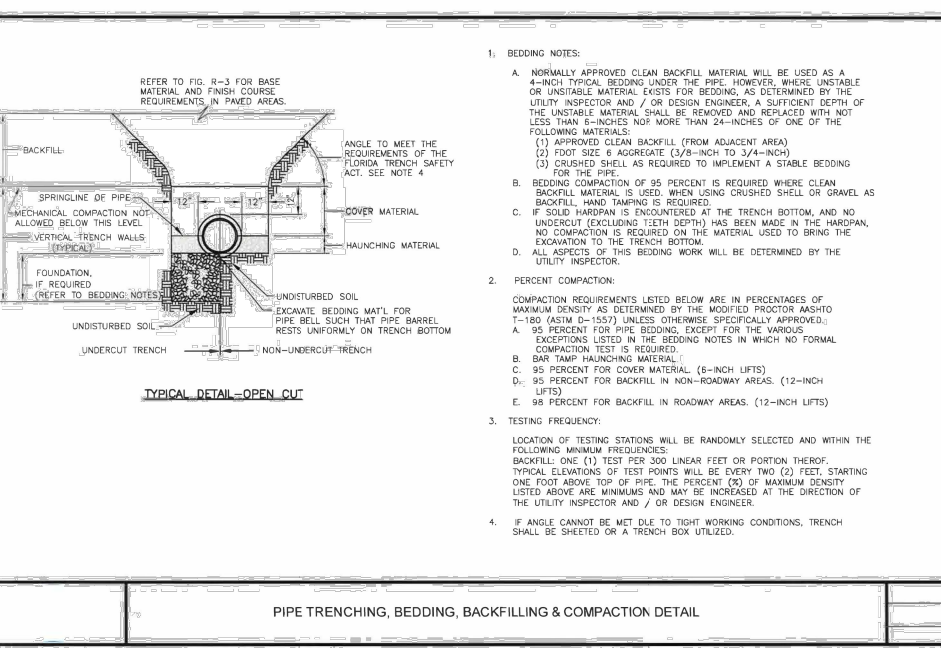 REFER TO FIG. R-3 FOR BASE
MATERIAL AND FINISH COURSE
REQUIREMENTS IN PAVED AREAS.
BACKFILL
ANGLE TO MEET THE
REQUIREMENTS OF THE
FLORIDA TRENCH SAFETY
ACT. SEE NOTE 4
SPRINGLINE OF PIPE
12"
12"
MECHANICAL COMPACTION NOT
ALLOWED BELOW THIS LEVEL
COVER MATERIAL
VERTICAL TRENCH WALLS
(TYPICAL)
HAUNCHING MATERIAL
FOUNDATION,
IF REQUIRED
(REFER TO BEDDING NOTES)
UNDISTURBED SOIL
EXCAVATE BEDDING MAT'L FOR
PIPE BELL SUCH THAT PIPE BARREL
RESTS UNIFORMLY ON TRENCH BOTTOM
UNDISTURBED SOIL
UNDERCUT TRENCH
NON-UNDERCUT TRENCH
TYPICAL DETAIL-OPEN CUT
1. BEDDING NOTES:
A. NORMALLY APPROVED CLEAN BACKFILL MATERIAL WILL BE USED AS A
4-INCH TYPICAL BEDDING UNDER THE PIPE. HOWEVER, WHERE UNSTABLE
OR UNSITABLE MATERIAL EXISTS FOR BEDDING, AS DETERMINED BY THE
UTILITY INSPECTOR AND / OR DESIGN ENGINEER, A SUFFICIENT DEPTH OF
THE UNSTABLE MATERIAL SHALL BE REMOVED AND REPLACED WITH NOT
LESS THAN 6-INCHES NOR MORE THAN 24-INCHES OF ONE OF THE
FOLLOWING MATERIALS:
(1) APPROVED CLEAN BACKFILL (FROM ADJACENT AREA)
(2) FDOT SIZE 6 AGGREGATE (3/8-INCH TO 3/4-INCH)
(3) CRUSHED SHELL AS REQUIRED TO IMPLEMENT A STABLE BEDDING
FOR THE PIPE.
B. BEDDING COMPACTION OF 95 PERCENT IS REQUIRED WHERE CLEAN
BACKFILL MATERIAL IS USED. WHEN USING CRUSHED SHELL OR GRAVEL AS
BACKFILL, HAND TAMPING IS REQUIRED.
C. IF SOLID HARDPAN IS ENCOUNTERED AT THE TRENCH BOTTOM, AND NO
UNDERCUT (EXCLUDING TEETH DEPTH) HAS BEEN MADE IN THE HARDPAN,
NO COMPACTION IS REQUIRED ON THE MATERIAL USED TO BRING THE
EXCAVATION TO THE TRENCH BOTTOM.
D. ALL ASPECTS OF THIS BEDDING WORK WILL BE DETERMINED BY THE
UTILITY INSPECTOR.
2. PERCENT COMPACTION:
COMPACTION REQUIREMENTS LISTED BELOW ARE IN PERCENTAGES OF
MAXIMUM DENSITY AS DETERMINED BY THE MODIFIED PROCTOR AASHTO
T-180 (ASTM D-1557) UNLESS OTHERWISE SPECIFICALLY APPROVED.
A. 95 PERCENT FOR PIPE BEDDING, EXCEPT FOR THE VARIOUS
EXCEPTIONS LISTED IN THE BEDDING NOTES IN WHICH NO FORMAL
COMPACTION TEST IS REQUIRED.
B. BAR TAMP HAUNCHING MATERIAL.
C. 95 PERCENT FOR COVER MATERIAL. (6-INCH LIFTS)
D. 95 PERCENT FOR BACKFILL IN NON-ROADWAY AREAS. (12-INCH
LIFTS)
E. 98 PERCENT FOR BACKFILL IN ROADWAY AREAS. (12-INCH LIFTS)
3. TESTING FREQUENCY:
LOCATION OF TESTING STATIONS WILL BE RANDOMLY SELECTED AND WITHIN THE
FOLLOWING MINIMUM FREQUENCIES:
BACKFILL: ONE (1) TEST PER 300 LINEAR FEET OR PORTION THEROF.
TYPICAL ELEVATIONS OF TEST POINTS WILL BE EVERY TWO (2) FEET, STARTING
ONE FOOT ABOVE TOP OF PIPE. THE PERCENT (%) OF MAXIMUM DENSITY
LISTED ABOVE ARE MINIMUMS AND MAY BE INCREASED AT THE DIRECTION OF
THE UTILITY INSPECTOR AND / OR DESIGN ENGINEER.
4. IF ANGLE CANNOT BE MET DUE TO TIGHT WORKING CONDITIONS, TRENCH
SHALL BE SHEETED OR A TRENCH BOX UTILIZED.
PIPE TRENCHING, BEDDING, BACKFILLING & COMPACTION DETAIL